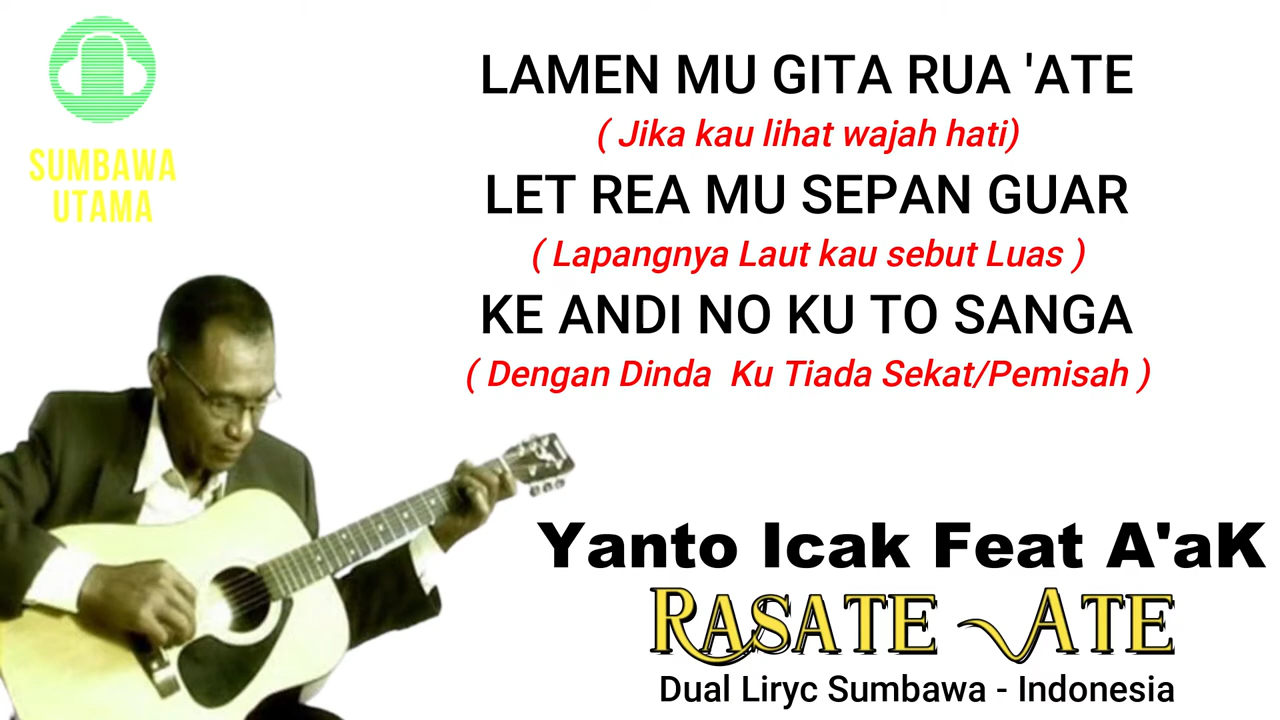 SUMBAWA
UTAMA
LAMEN MU GITA RUA 'ATE
( Jika kau lihat wajah hati)
LET REA MU SEPAN GUAR
( Lapangnya Laut kau sebut Luas )
KE ANDI NO KU TO SANGA
( Dengan Dinda  Ku Tiada Sekat/Pemisah )
Yanto Icak Feat A'aK
RASATE ATE
Dual Liryc Sumbawa - Indonesia